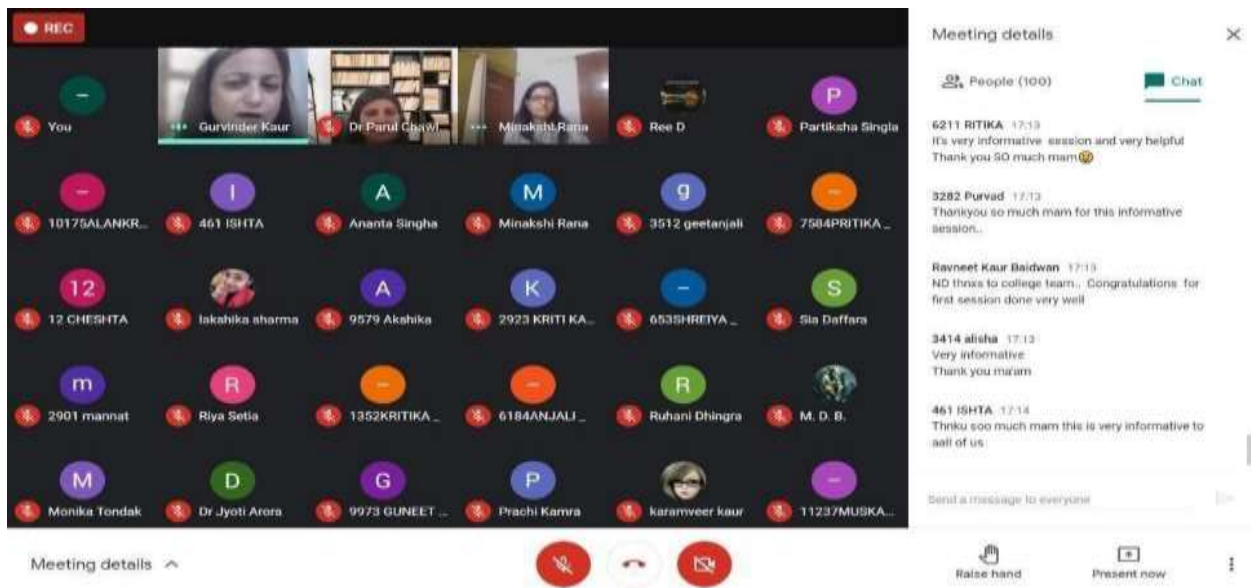 REC
You
Gurvinder Kaur
Dr Parul Chawl
Minakshi Rana
Ree D
P
Partiksha Singla
10175ALANKR...
I
461 ISHTA
A
Ananta Singha
M
Minakshi Rana
g
3512 geetanjali
7584PRITIKA _
12
12 CHESHTA
lakahika sharma
A
9579 Akshika
K
2923 KRITI KA...
653SHREIYA _
S
Sia Daffara
m
2901 mannat
R
Riya Setia
1352KRITIKA _
6184ANJALI _
R
Ruhani Dhingra
M. D. B.
M
Monika Tondak
D
Dr Jyoti Arora
G
9973 GUNEET ...
P
Prachi Kamra
karamveer kaur
11237MUSKA...
Meeting details
People (100)
Chat
6211 RITIKA 17:13
It's very informative session and very helpful
Thank you SO much mam😢
3282 Purvad 17:13
Thankyou so much mam for this informative
session..
Ravneet Kaur Baidwan 17:13
ND thnxs to college team.. Congratulations for
first session done very well
3414 alisha 17:13
Very informative
Thank you ma'am
461 ISHTA 17:14
Thnku soo much mam this is very informative to
aall of us
Send a message to everyone
Meeting details
Raise hand
Present now